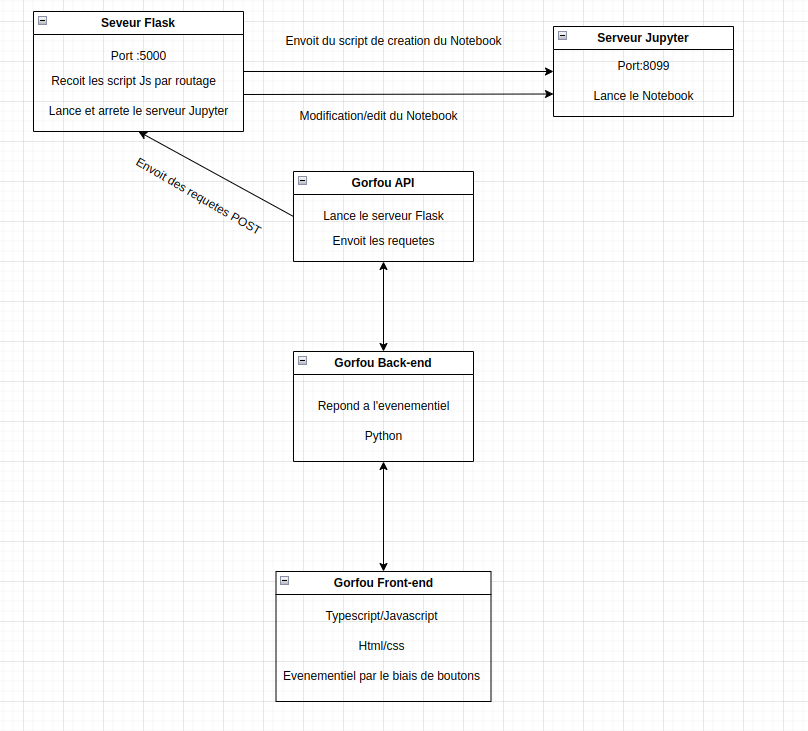 Seveur Flask
Port :5000
Recoit les script Js par routage
Lance et arrete le serveur Jupyter
Envoit du script de creation du Notebook
Modification/edit du Notebook
Serveur Jupyter
Port:8099
Lance le Notebook
Envoit des requetes POST
Gorfou API
Lance le serveur Flask
Envoit les requetes
Gorfou Back-end
Repond a l'evenementiel
Python
Gorfou Front-end
Typescript/Javascript
Html/css
Evenementiel par le biais de boutons